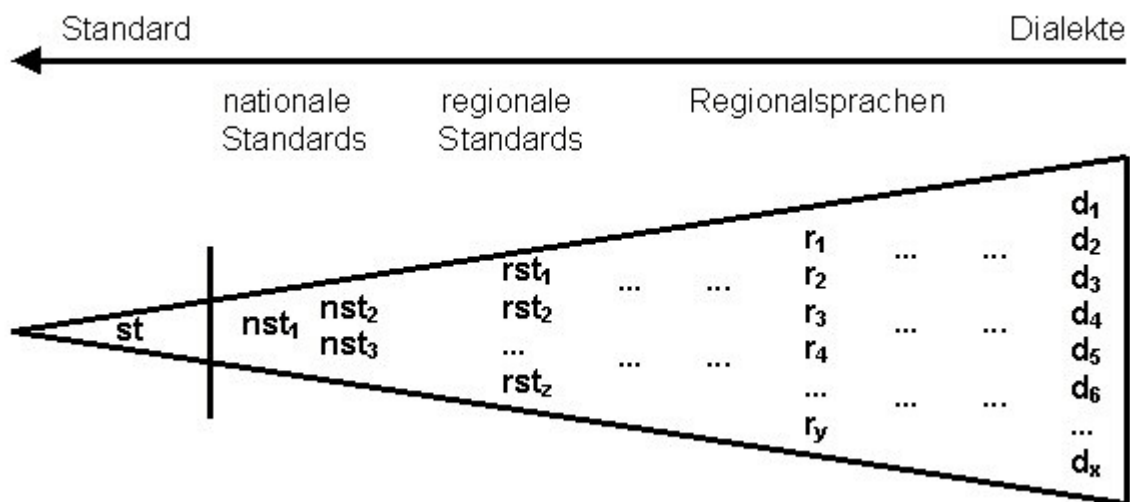 Standard Dialekte
nationale regionale Regionalsprachen
Standards Standards
d₁
r₁ ... ... d₂
rst₁ ... ... r₂ d₃
st nst₁ nst₂ rst₂ r₃ ... ... d₄
nst₃ ... ... ... r₄ d₅
rst_z ... ... ... d₆
r_y ...
d_x